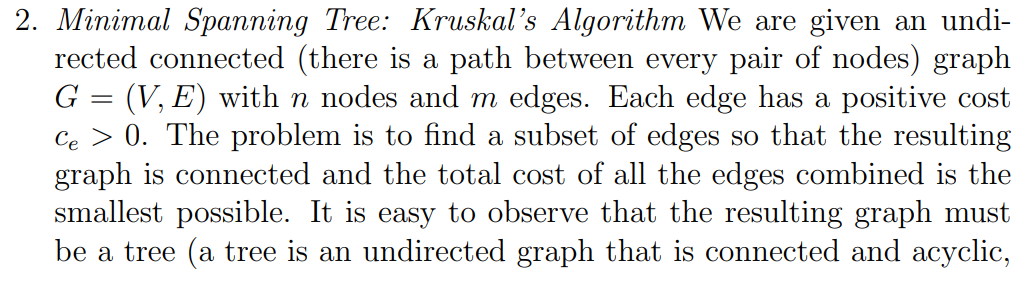 2. Minimal Spanning Tree: Kruskal's Algorithm We are given an undi-
rected connected (there is a path between every pair of nodes) graph
G = (V, E) with n nodes and m edges. Each edge has a positive cost
cₑ > 0. The problem is to find a subset of edges so that the resulting
graph is connected and the total cost of all the edges combined is the
smallest possible. It is easy to observe that the resulting graph must
be a tree (a tree is an undirected graph that is connected and acyclic,